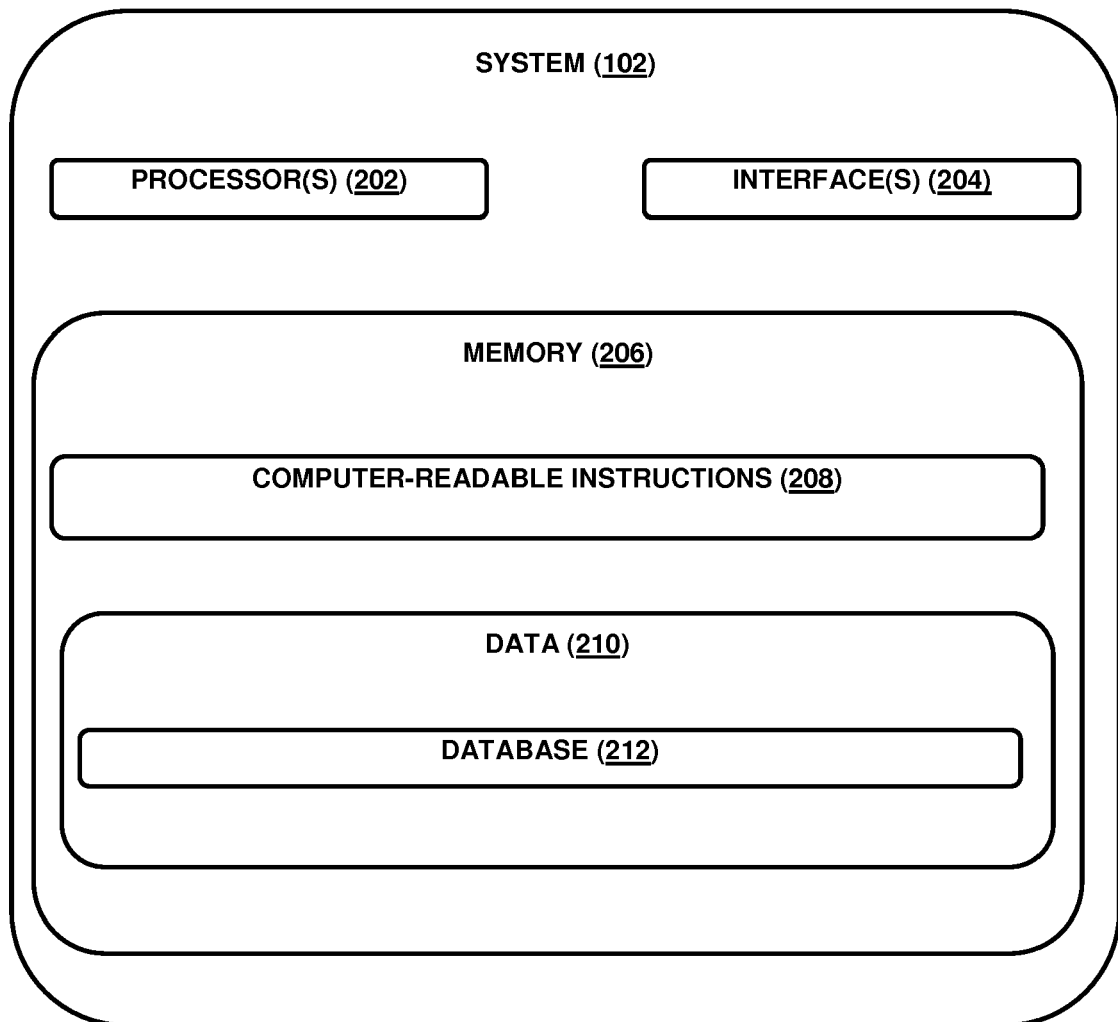 SYSTEM (102)
PROCESSOR(S) (202)
INTERFACE(S) (204)
MEMORY (206)
COMPUTER-READABLE INSTRUCTIONS (208)
DATA (210)
DATABASE (212)